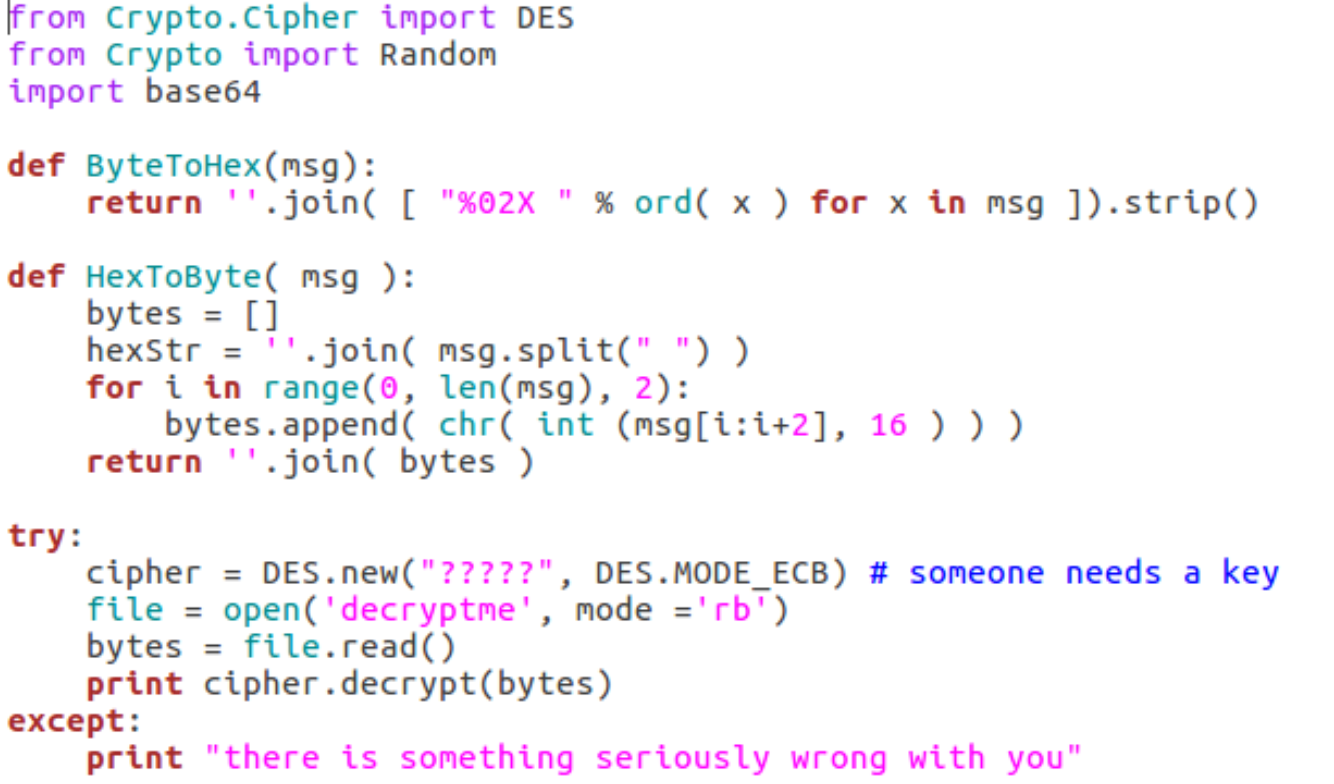 from Crypto.Cipher import DES
from Crypto import Random
import base64

def ByteToHex(msg):
    return ''.join( [ "%02X " % ord( x ) for x in msg ]).strip()

def HexToByte( msg ):
    bytes = []
    hexStr = ''.join( msg.split(" ") )
    for i in range(0, len(msg), 2):
        bytes.append( chr( int (msg[i:i+2], 16 ) ) )
    return ''.join( bytes )

try:
    cipher = DES.new("?????", DES.MODE_ECB) # someone needs a key
    file = open('decryptme', mode ='rb')
    bytes = file.read()
    print cipher.decrypt(bytes)
except:
    print "there is something seriously wrong with you"